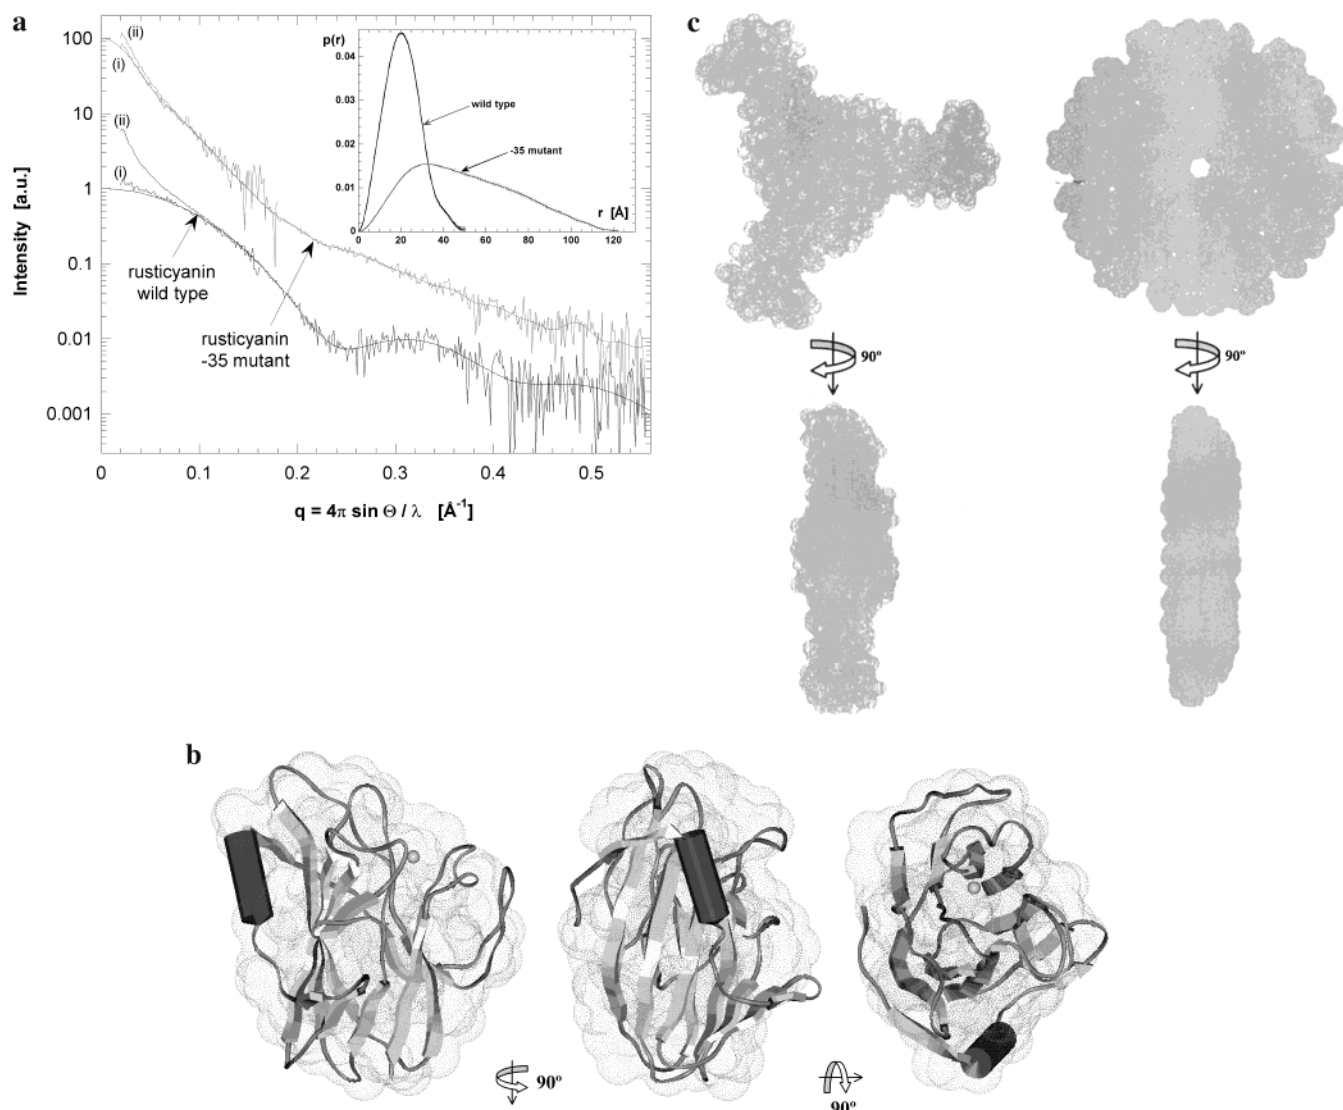 a
100
10
1
0.1
0.01
0.001
Intensity [a.u.]
(ii)
(i)
(ii)
(i)
rusticyanin
wild type
rusticyanin
-35 mutant
0
0.1
0.2
0.3
0.4
0.5
q = 4π sin Θ / λ [Å⁻¹]
p(r)
0.04
0.03
0.02
0.01
0
wild type
-35 mutant
r [Å]
0
20
40
60
80
100
120
c
90°
90°
b
90°
90°